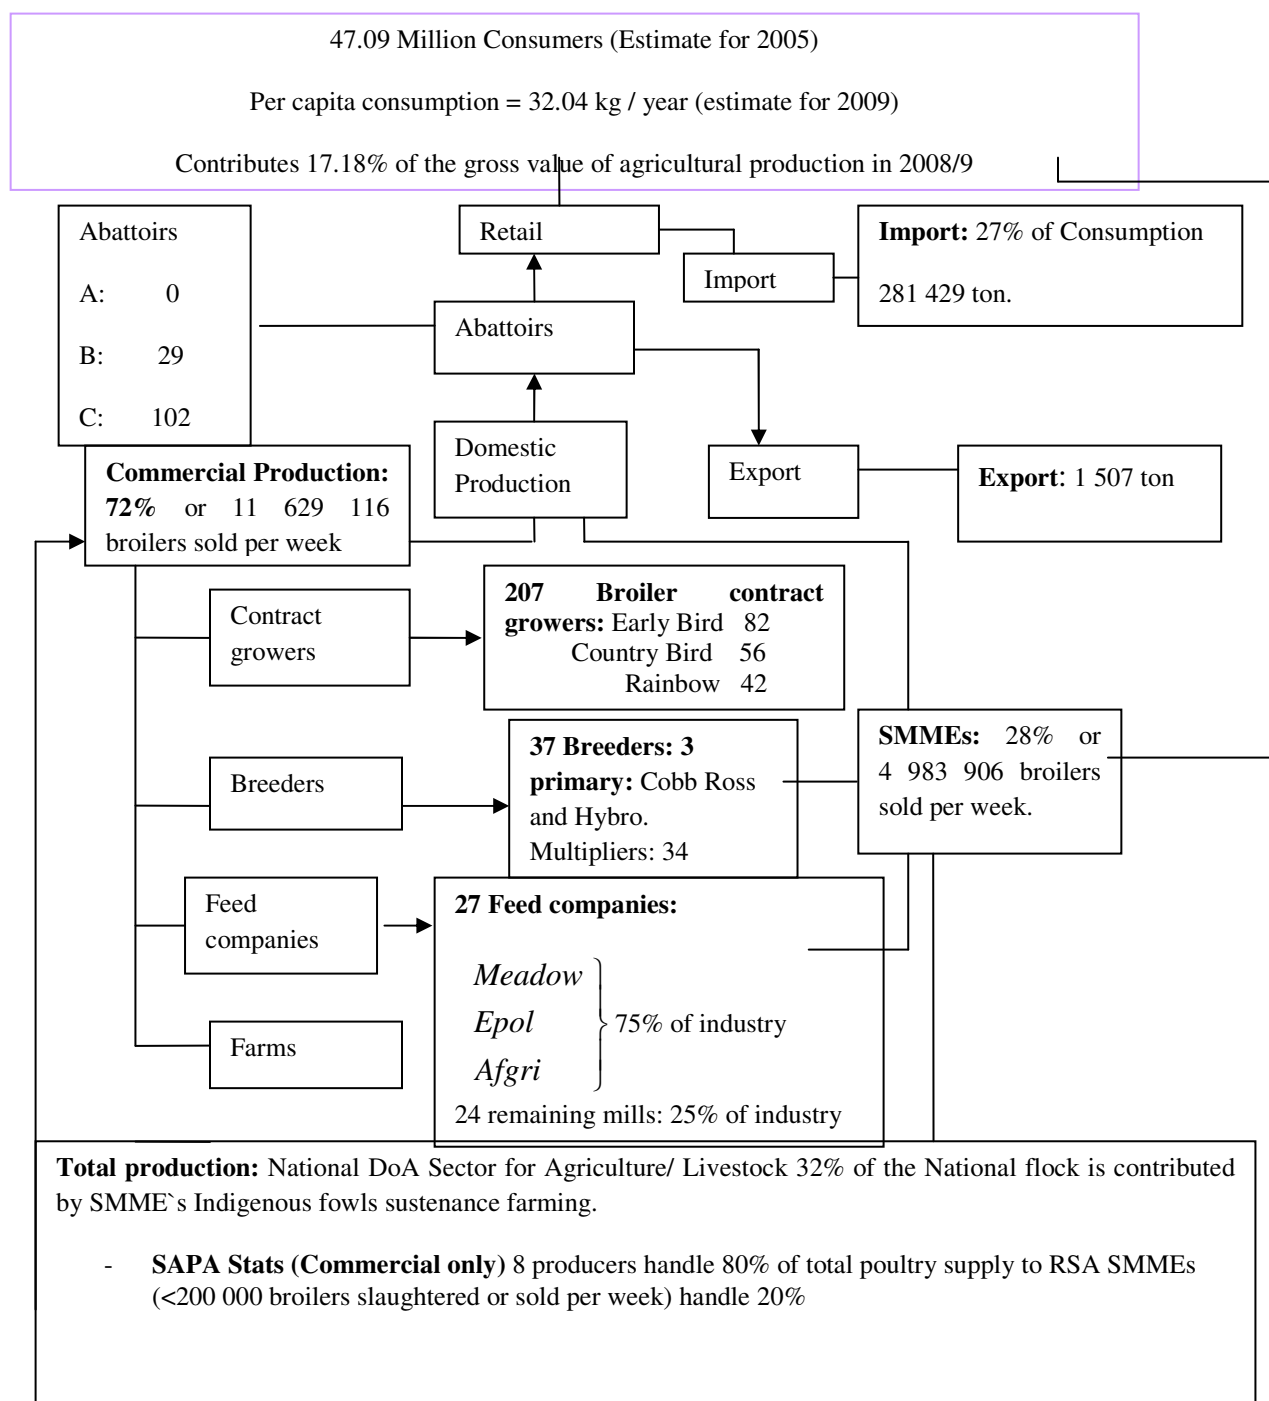 47.09 Million Consumers (Estimate for 2005)
Per capita consumption = 32.04 kg / year (estimate for 2009)
Contributes 17.18% of the gross value of agricultural production in 2008/9
Abattoirs
A: 0
B: 29
C: 102
Retail
Import
Import: 27% of Consumption
281 429 ton.
Abattoirs
Domestic
Production
Export
Export: 1 507 ton
Commercial Production:
72% or 11 629 116
broilers sold per week
Contract
growers
207 Broiler contract
growers: Early Bird 82
Country Bird 56
Rainbow 42
Breeders
37 Breeders: 3
primary: Cobb Ross
and Hybro.
Multipliers: 34
SMMEs: 28% or
4 983 906 broilers
sold per week.
Feed
companies
27 Feed companies:
Meadow
Epol
75% of industry
Afgri
24 remaining mills: 25% of industry
Farms
Total production: National DoA Sector for Agriculture/ Livestock 32% of the National flock is contributed
by SMME`s Indigenous fowls sustenance farming.
- SAPA Stats (Commercial only) 8 producers handle 80% of total poultry supply to RSA SMMEs
(<200 000 broilers slaughtered or sold per week) handle 20%